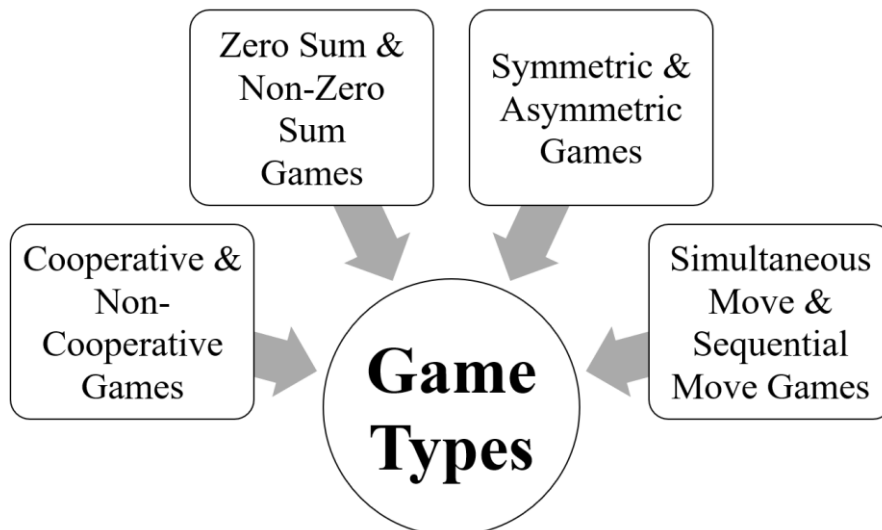 Zero Sum &
Non-Zero
Sum
Games
Symmetric &
Asymmetric
Games
Cooperative &
Non-
Cooperative
Games
Simultaneous
Move &
Sequential
Move Games
Game
Types